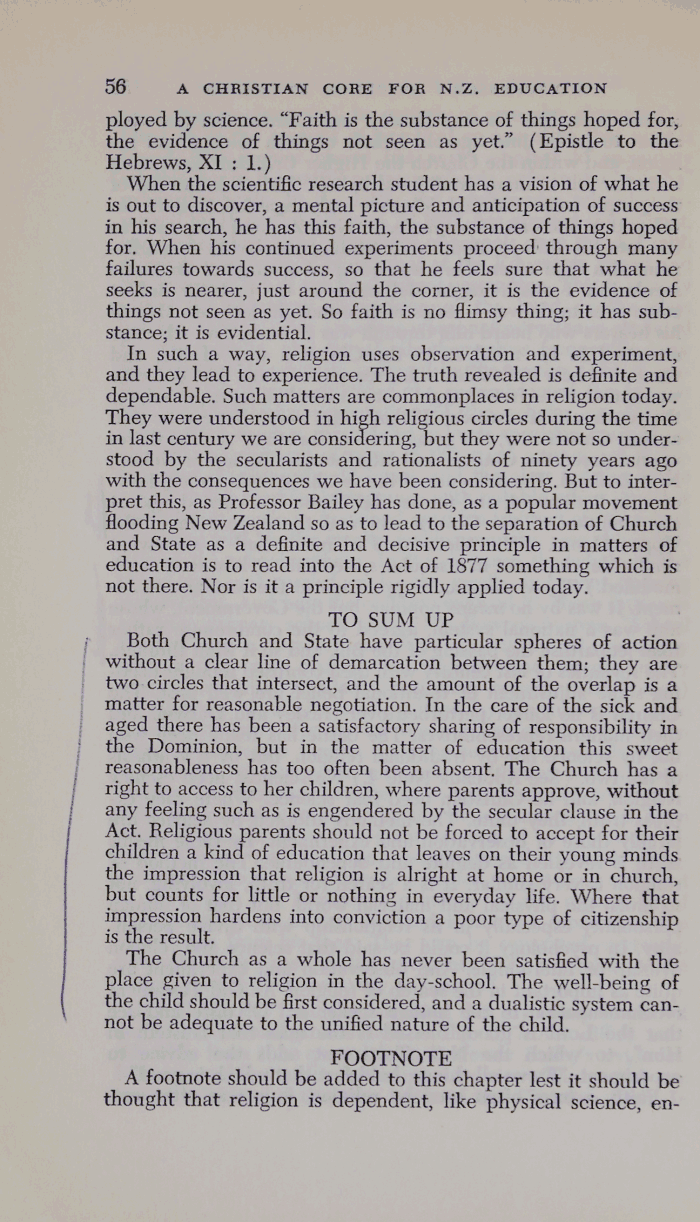 56 A CHRISTIAN CORE FOR N.Z. EDUCATION
ployed by science. “Faith is the substance of things hoped for,
the evidence of things not seen as yet.” (Epistle to the
Hebrews, XI : 1.)
When the scientific research student has a vision of what he
is out to discover, a mental picture and anticipation of success
in his search, he has this faith, the substance of things hoped
for. When his continued experiments proceed through many
failures towards success, so that he feels sure that what he
seeks is nearer, just around the corner, it is the evidence of
things not seen as yet. So faith is no flimsy thing; it has sub-
stance; it is evidential.
In such a way, religion uses observation and experiment,
and they lead to experience. The truth revealed is definite and
dependable. Such matters are commonplaces in religion today.
They were understood in high religious circles during the time
in last century we are considering, but they were not so under-
stood by the secularists and rationalists of ninety years ago
with the consequences we have been considering. But to inter-
pret this, as Professor Bailey has done, as a popular movement
flooding New Zealand so as to lead to the separation of Church
and State as a definite and decisive principle in matters of
education is to read into the Act of 1877 something which is
not there. Nor is it a principle rigidly applied today.
TO SUM UP
Both Church and State have particular spheres of action
without a clear line of demarcation between them; they are
two circles that intersect, and the amount of the overlap is a
matter for reasonable negotiation. In the care of the sick and
aged there has been a satisfactory sharing of responsibility in
the Dominion, but in the matter of education this sweet
reasonableness has too often been absent. The Church has a
right to access to her children, where parents approve, without
any feeling such as is engendered by the secular clause in the
Act. Religious parents should not be forced to accept for their
children a kind of education that leaves on their young minds
the impression that religion is alright at home or in church,
but counts for little or nothing in everyday life. Where that
impression hardens into conviction a poor type of citizenship
is the result.
The Church as a whole has never been satisfied with the
place given to religion in the day-school. The well-being of
the child should be first considered, and a dualistic system can-
not be adequate to the unified nature of the child.
FOOTNOTE
A footnote should be added to this chapter lest it should be
thought that religion is dependent, like physical science, en-